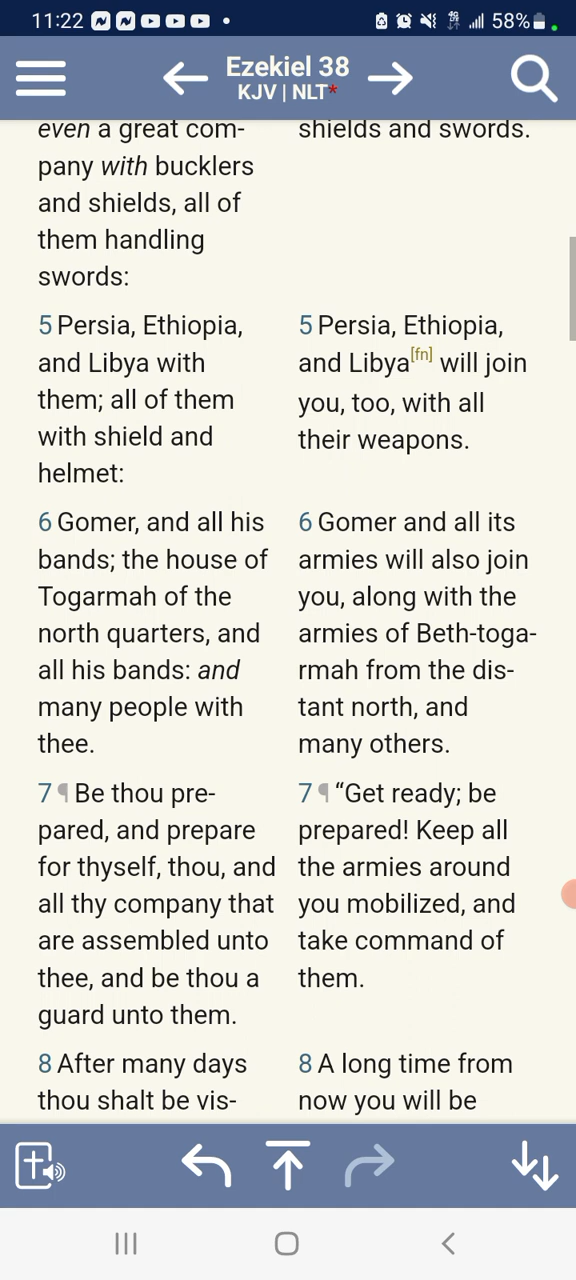 11:22
58%
Ezekiel 38
KJV | NLT*
even a great com-
pany with bucklers
and shields, all of
them handling
swords:
shields and swords.
5 Persia, Ethiopia,
and Libya with
them; all of them
with shield and
helmet:
5 Persia, Ethiopia,
and Libya[fn] will join
you, too, with all
their weapons.
6 Gomer, and all his
bands; the house of
Togarmah of the
north quarters, and
all his bands: and
many people with
thee.
6 Gomer and all its
armies will also join
you, along with the
armies of Beth-toga-
rmah from the dis-
tant north, and
many others.
7 ¶ Be thou pre-
pared, and prepare
for thyself, thou, and
all thy company that
are assembled unto
thee, and be thou a
guard unto them.
7 ¶ “Get ready; be
prepared! Keep all
the armies around
you mobilized, and
take command of
them.
8 After many days
thou shalt be vis-
8 A long time from
now you will be